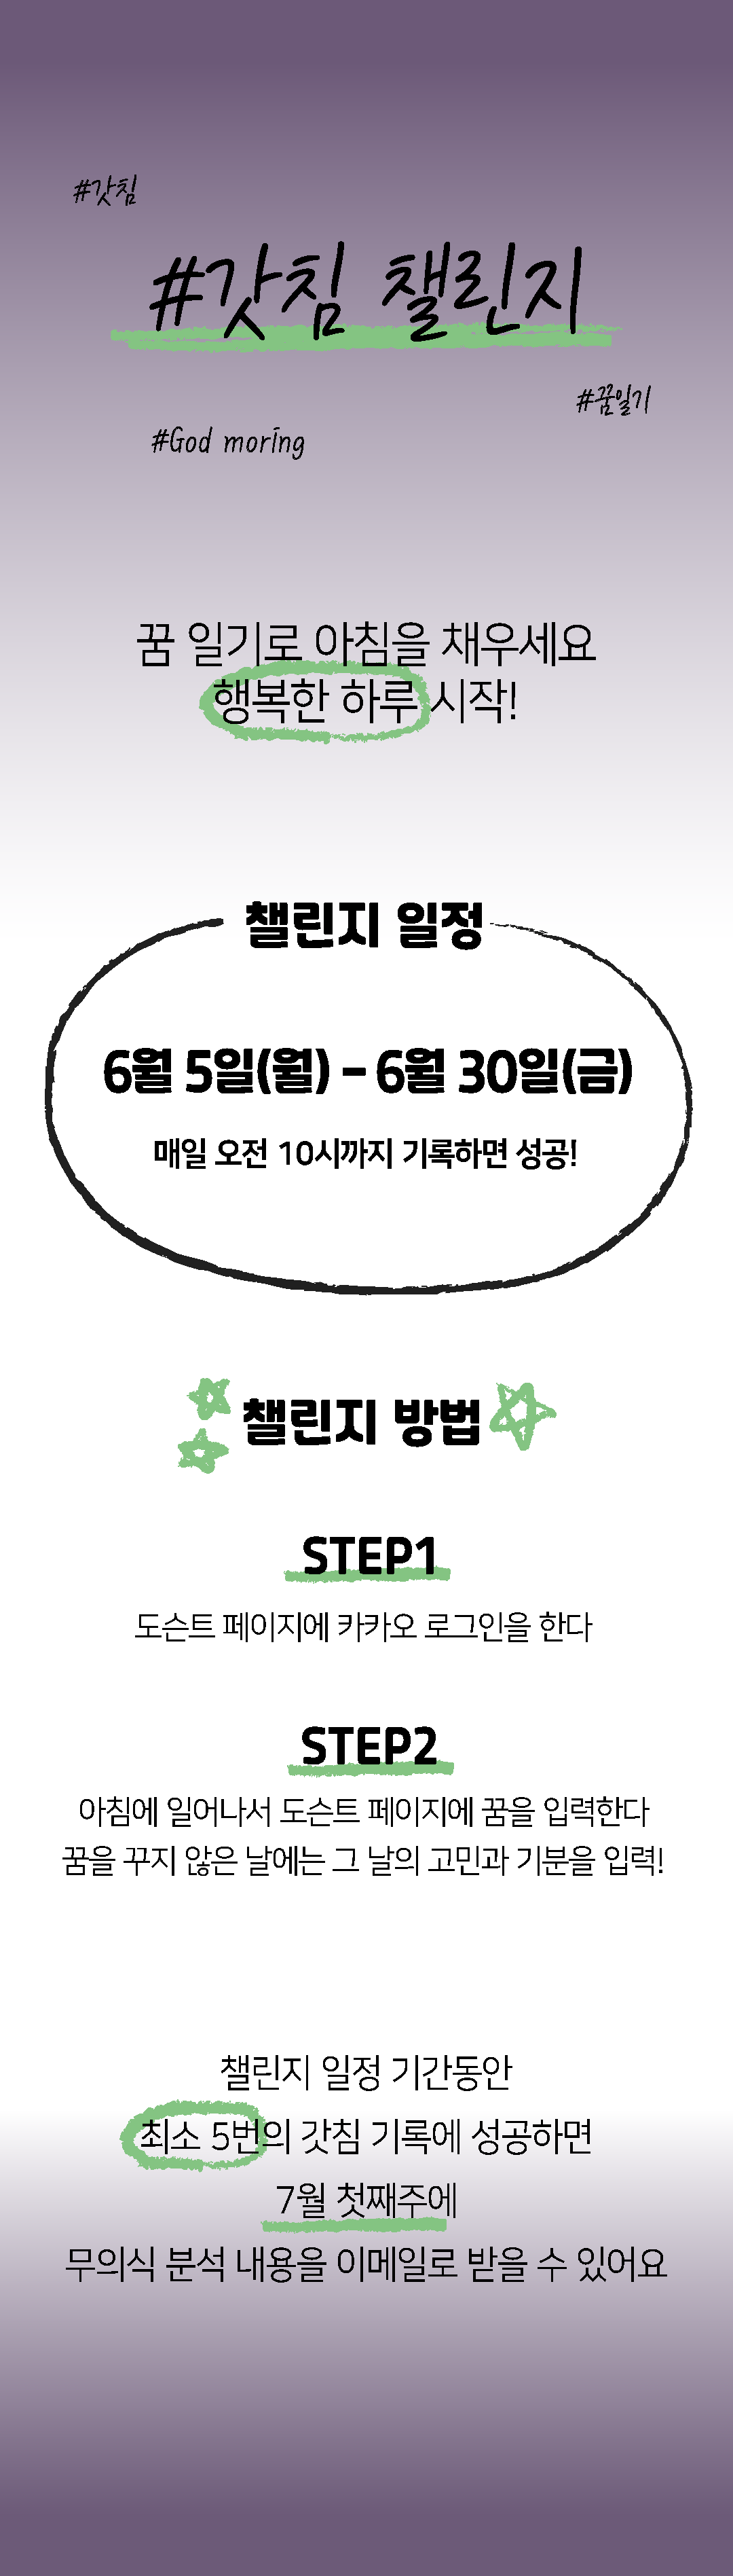 #갓침
#갓침 챌린지
#꿈일기
#God moring
꿈 일기로 아침을 채우세요
행복한 하루 시작!
챌린지 일정
6월 5일(월) - 6월 30일(금)
매일 오전 10시까지 기록하면 성공!
챌린지 방법
STEP1
도슨트 페이지에 카카오 로그인을 한다
STEP2
아침에 일어나서 도슨트 페이지에 꿈을 입력한다
꿈을 꾸지 않은 날에는 그 날의 고민과 기분을 입력!
챌린지 일정 기간동안
최소 5번의 갓침 기록에 성공하면
7월 첫째주에
무의식 분석 내용을 이메일로 받을 수 있어요